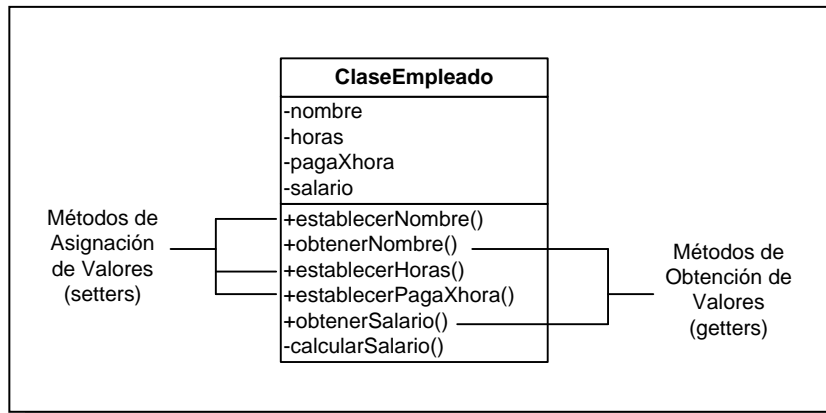 ClaseEmpleado
-nombre
-horas
-pagaXhora
-salario
+establecerNombre()
+obtenerNombre()
+establecerHoras()
+establecerPagaXhora()
+obtenerSalario()
-calcularSalario()
Métodos de
Asignación
de Valores
(setters)
Métodos de
Obtención de
Valores
(getters)